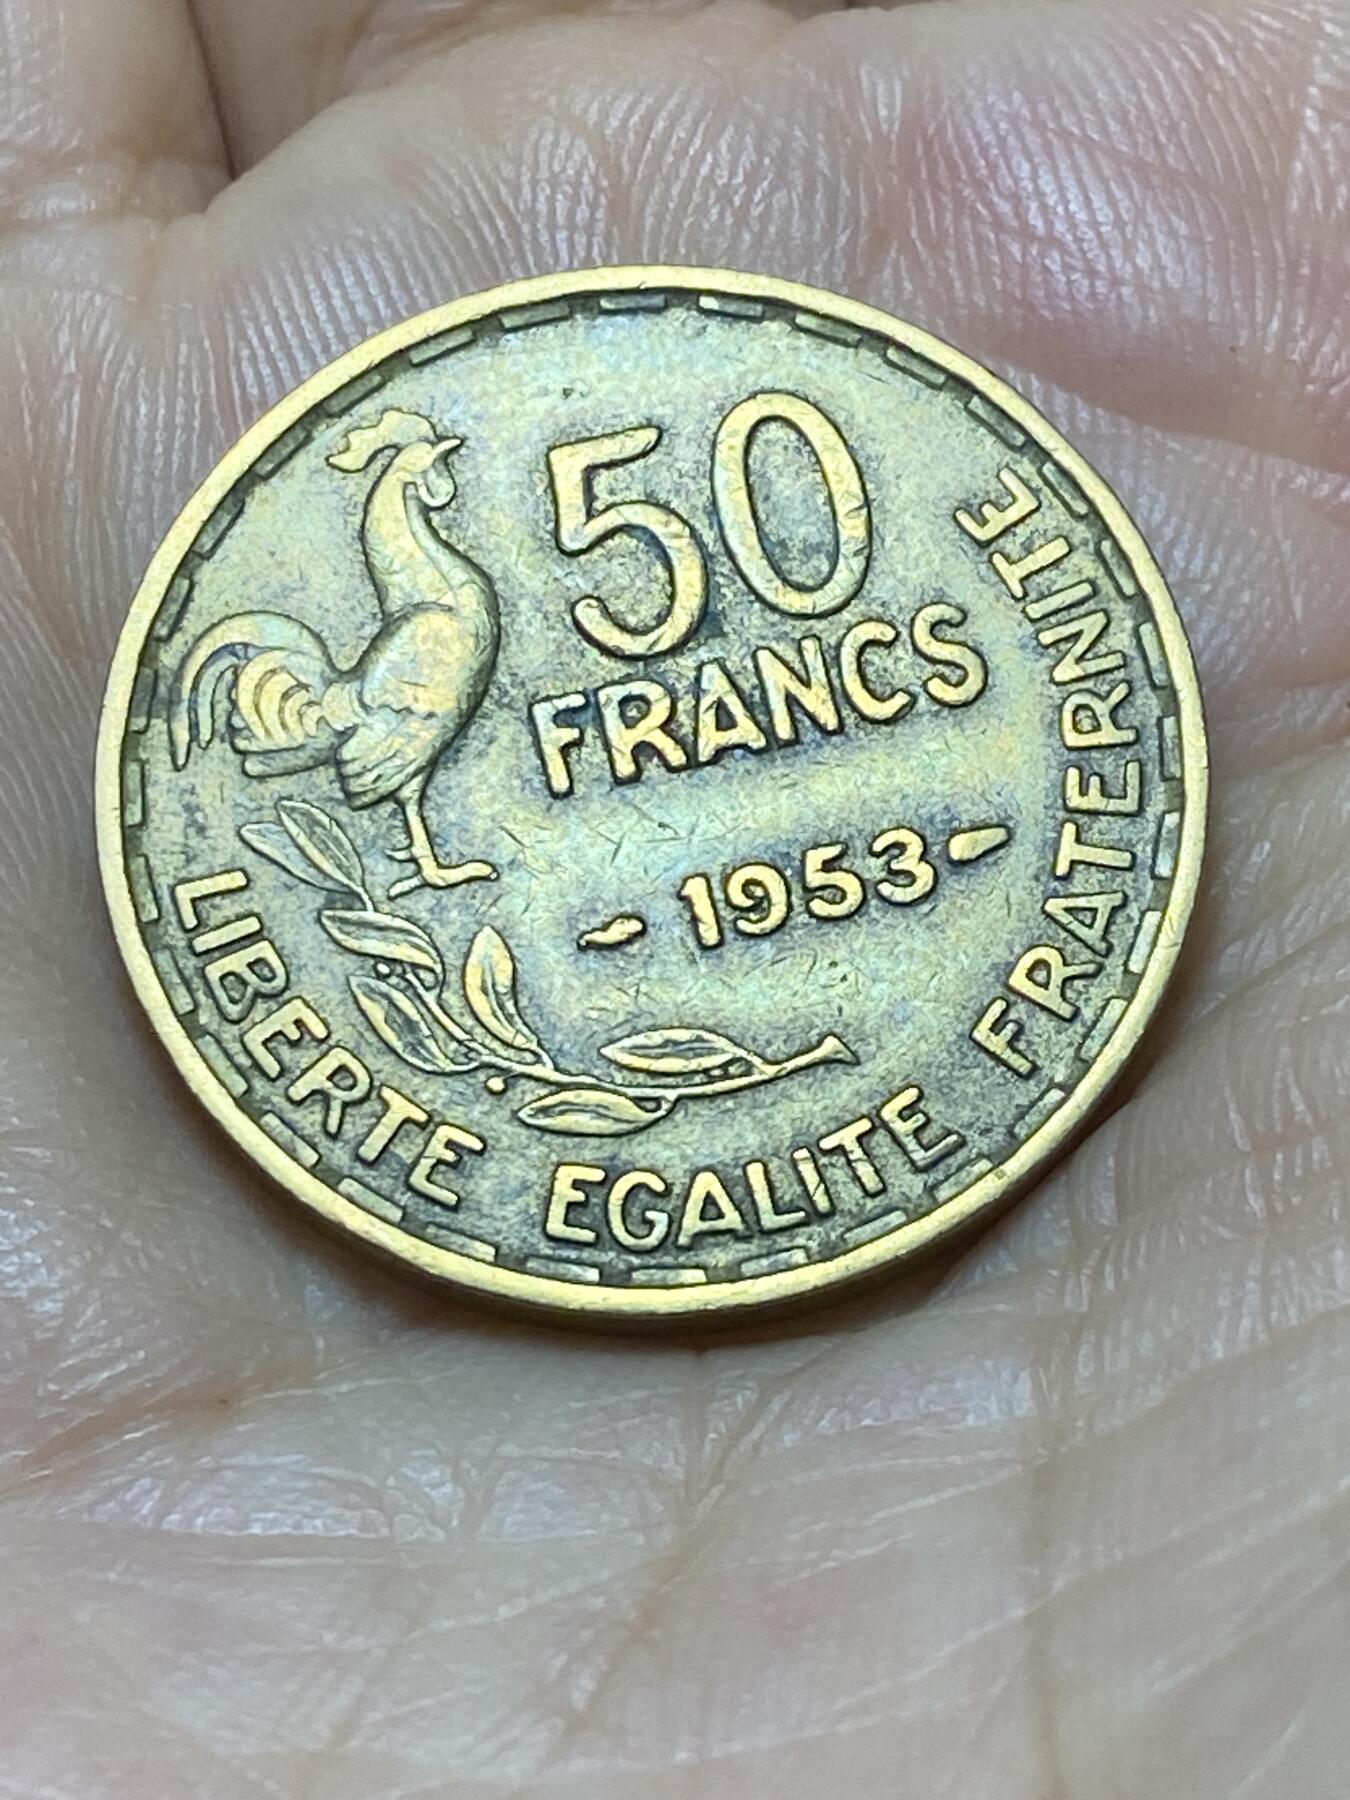 50
FRANCS
- 1953 -
LIBERTE EGALITE FRATERNITE